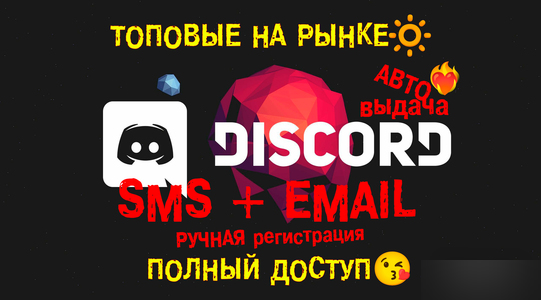 ТОПОВЫЕ НА РЫНКЕ🔆
АВТО❤️‍🔥
выдача
DISCORD
SMS + EMAIL
РУЧНАЯ регистрация
ПОЛНЫЙ ДОСТУП😘